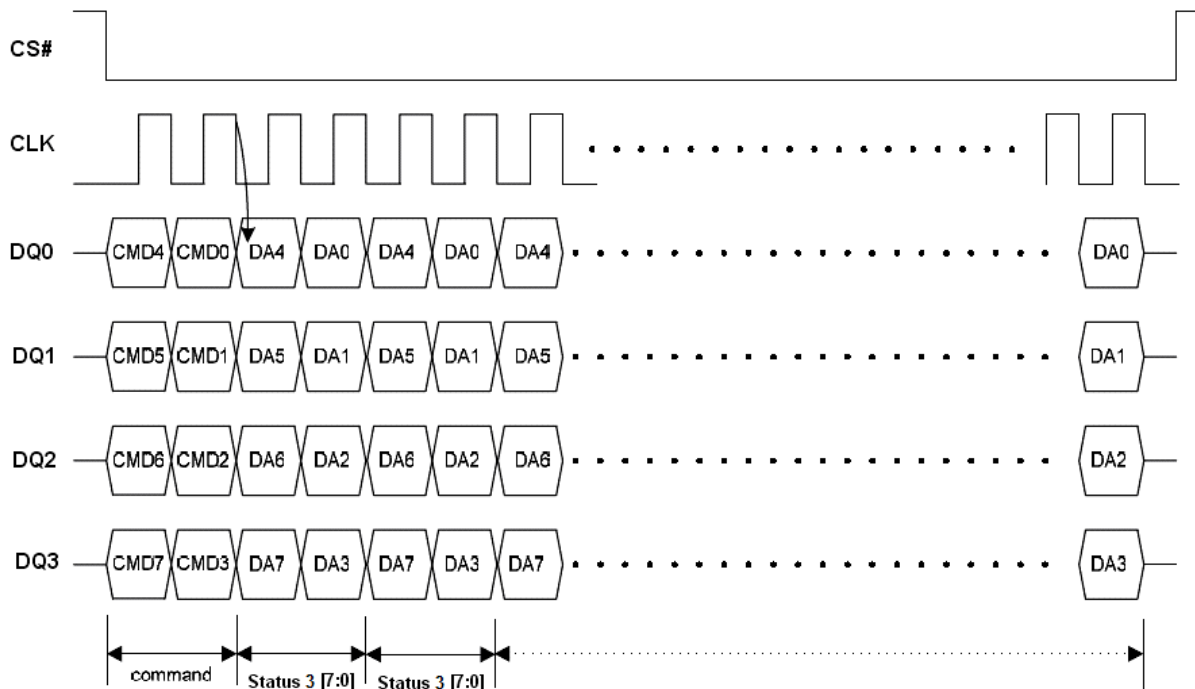 CS#
CLK
DQ0 CMD4 CMD0 DA4 DA0 DA4 DA0 DA4 DA0
DQ1 CMD5 CMD1 DA5 DA1 DA5 DA1 DA5 DA1
DQ2 CMD6 CMD2 DA6 DA2 DA6 DA2 DA6 DA2
DQ3 CMD7 CMD3 DA7 DA3 DA7 DA3 DA7 DA3
command Status 3 [7:0] Status 3 [7:0]